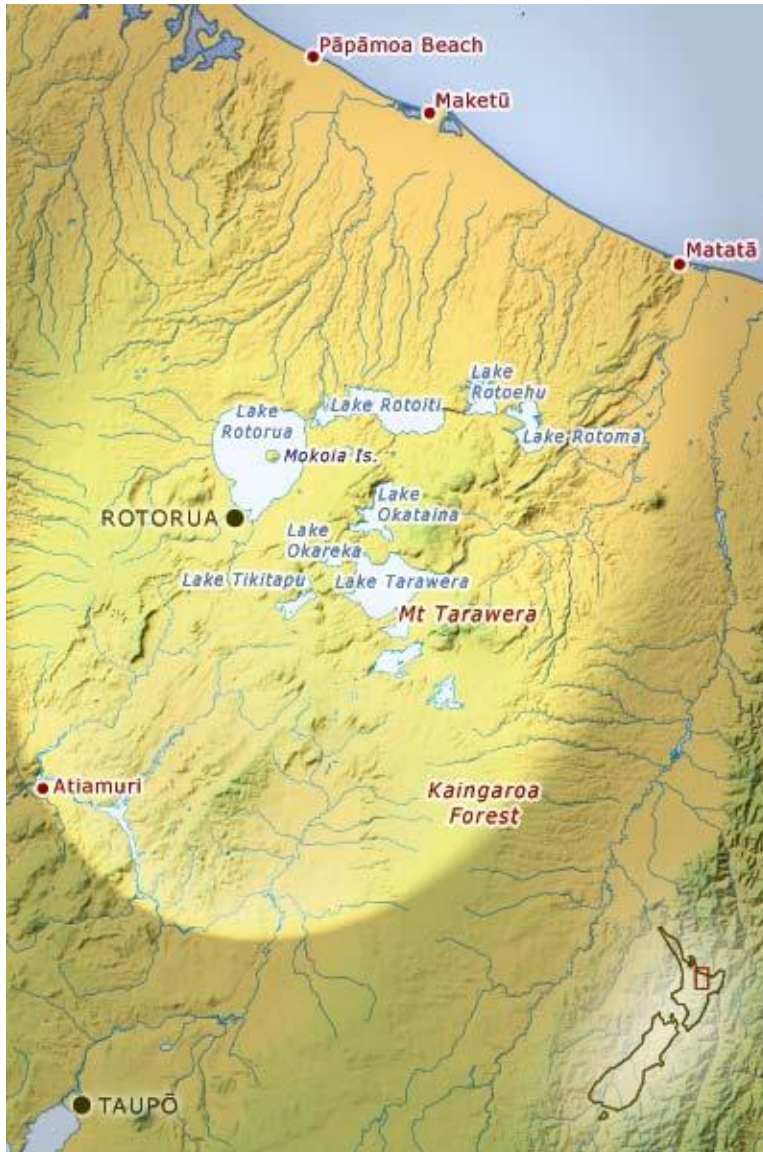 Pāpāmoa Beach
Maketū
Matatā
Lake
Rotoehu
Lake Rotoiti
Lake
Rotorua
Lake Rotoma
Mokoia Is.
Lake
Okataina
ROTORUA
Lake
Okareka
Lake Tikitapu
Lake Tarawera
Mt Tarawera
Atiamuri
Kaingaroa
Forest
TAUPŌ